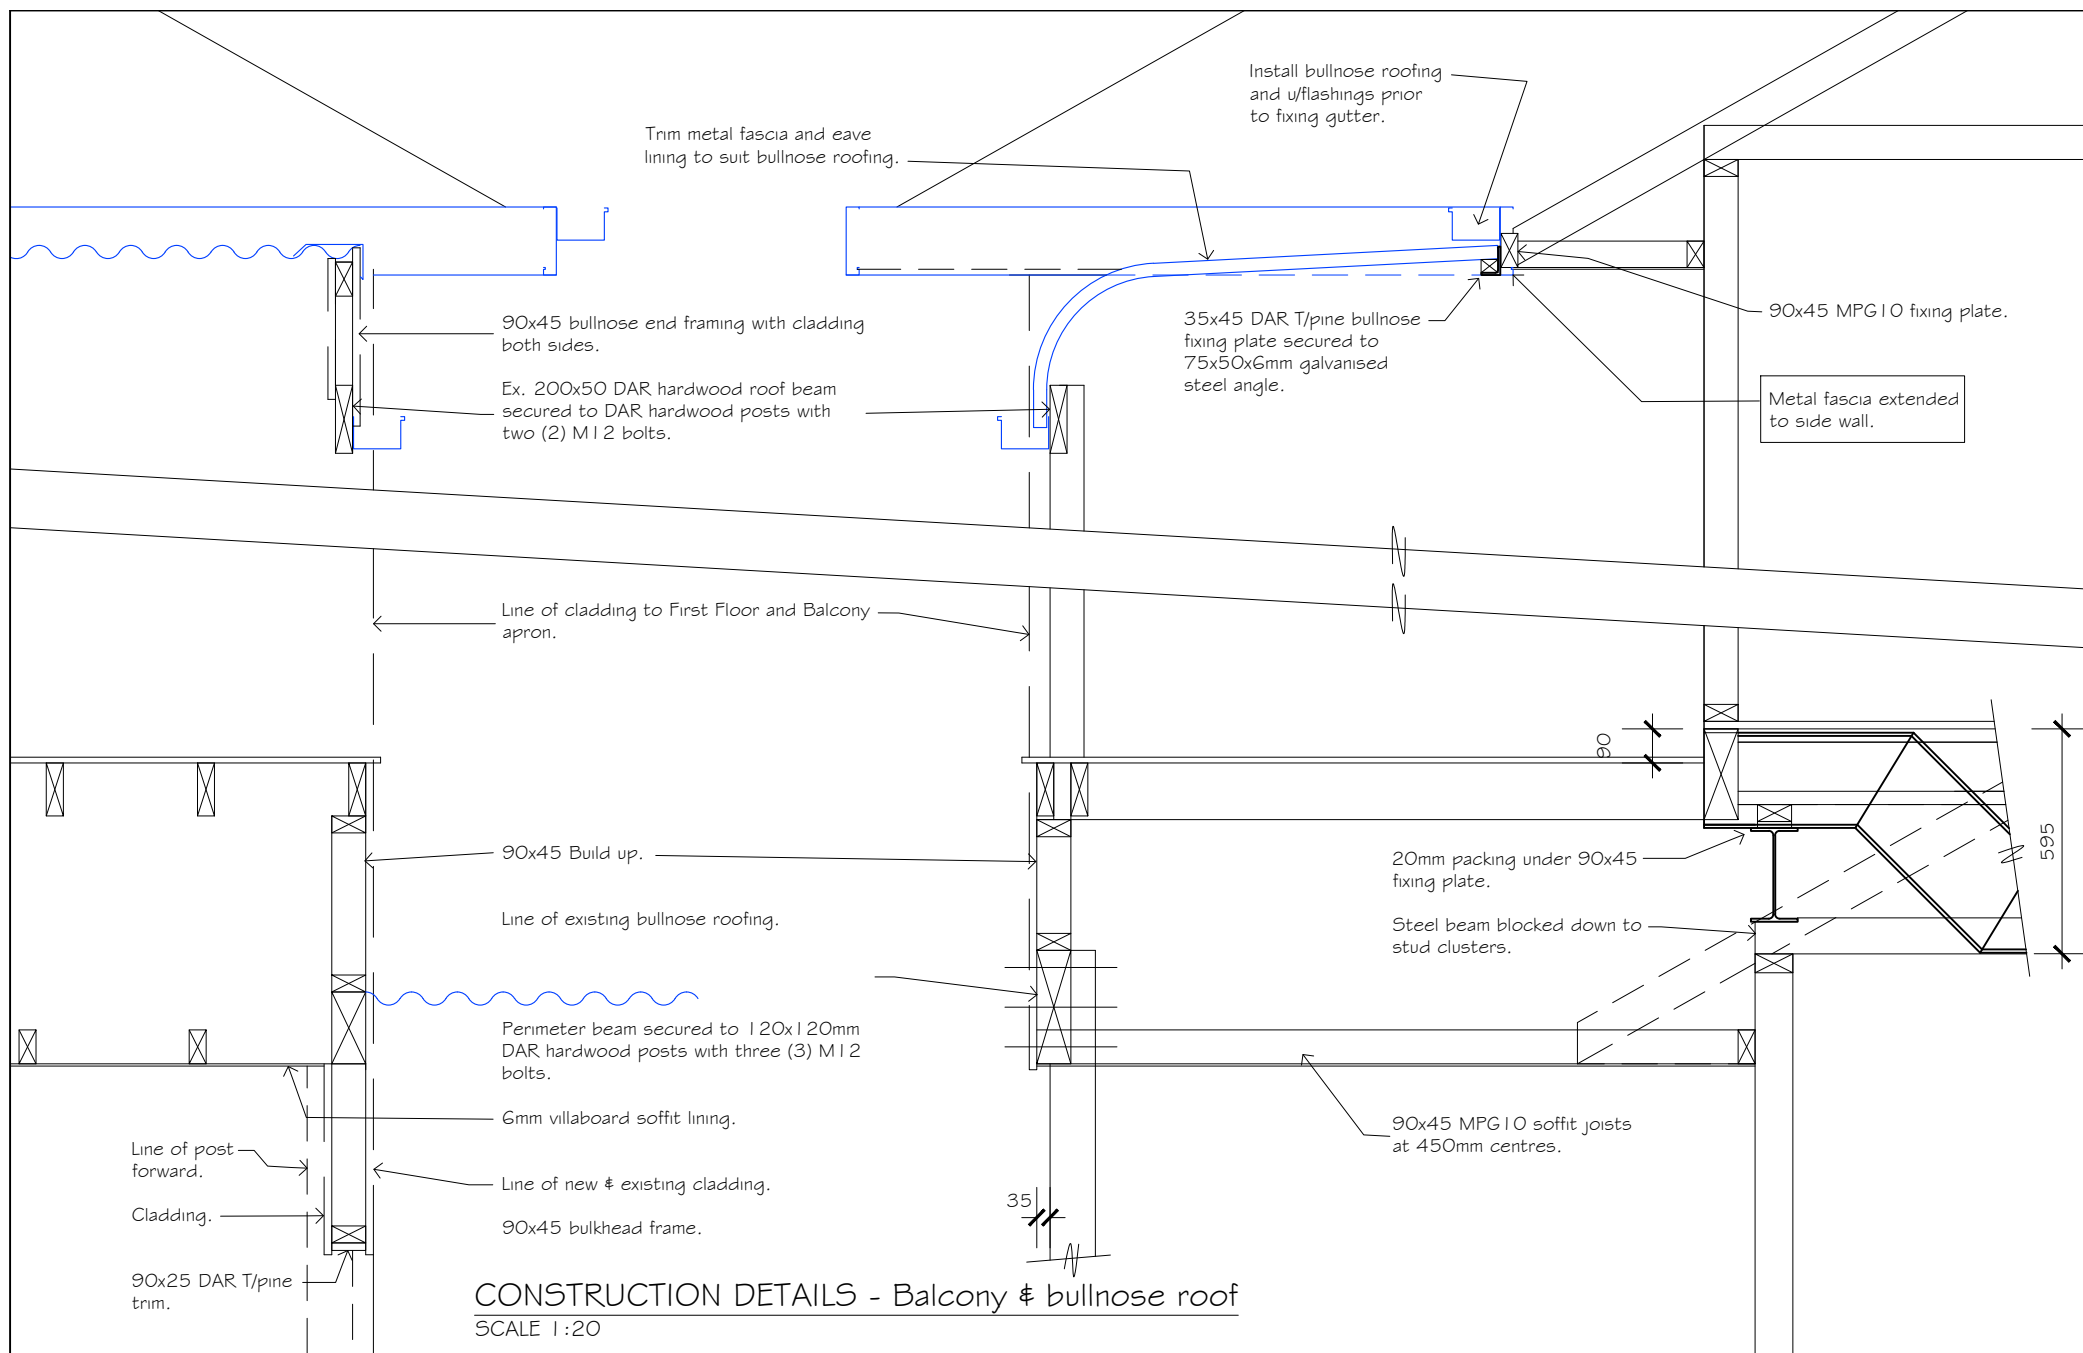 Install bullnose roofing
and u/flashings prior
to fixing gutter.
Trim metal fascia and eave
lining to suit bullnose roofing.
90x45 bullnose end framing with cladding
both sides.
35x45 DAR T/pine bullnose
fixing plate secured to
75x50x6mm galvanised
steel angle.
90x45 MPG10 fixing plate.
Ex. 200x50 DAR hardwood roof beam
secured to DAR hardwood posts with
two (2) M12 bolts.
Metal fascia extended
to side wall.
Line of cladding to First Floor and Balcony
apron.
90
595
90x45 Build up.
20mm packing under 90x45
fixing plate.
Line of existing bullnose roofing.
Steel beam blocked down to
stud clusters.
Perimeter beam secured to 120x120mm
DAR hardwood posts with three (3) M12
bolts.
6mm villaboard soffit lining.
90x45 MPG10 soffit joists
at 450mm centres.
Line of post
forward.
Line of new & existing cladding.
35
Cladding.
90x45 bulkhead frame.
90x25 DAR T/pine
trim.
CONSTRUCTION DETAILS - Balcony & bullnose roof
SCALE 1:20